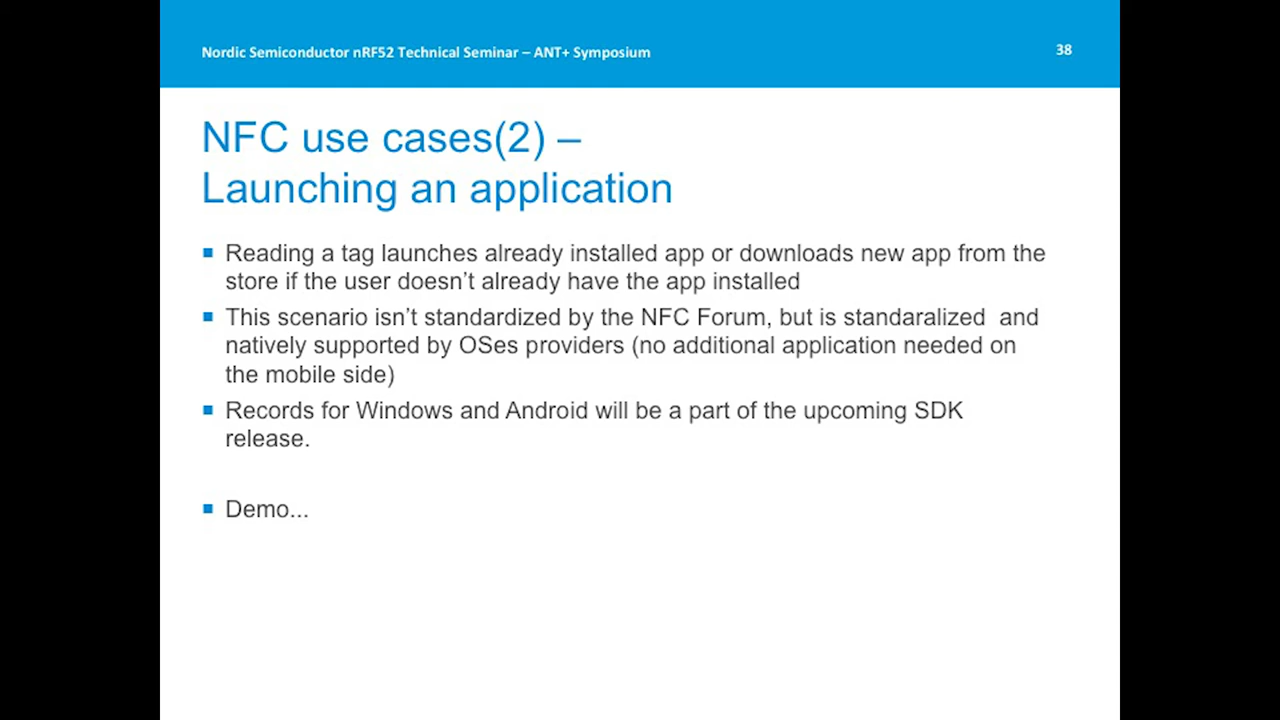 Nordic Semiconductor nRF52 Technical Seminar – ANT+ Symposium
38
NFC use cases(2) –
Launching an application
Reading a tag launches already installed app or downloads new app from the
store if the user doesn’t already have the app installed
This scenario isn’t standardized by the NFC Forum, but is standaralized  and
natively supported by OSes providers (no additional application needed on
the mobile side)
Records for Windows and Android will be a part of the upcoming SDK
release.
Demo...